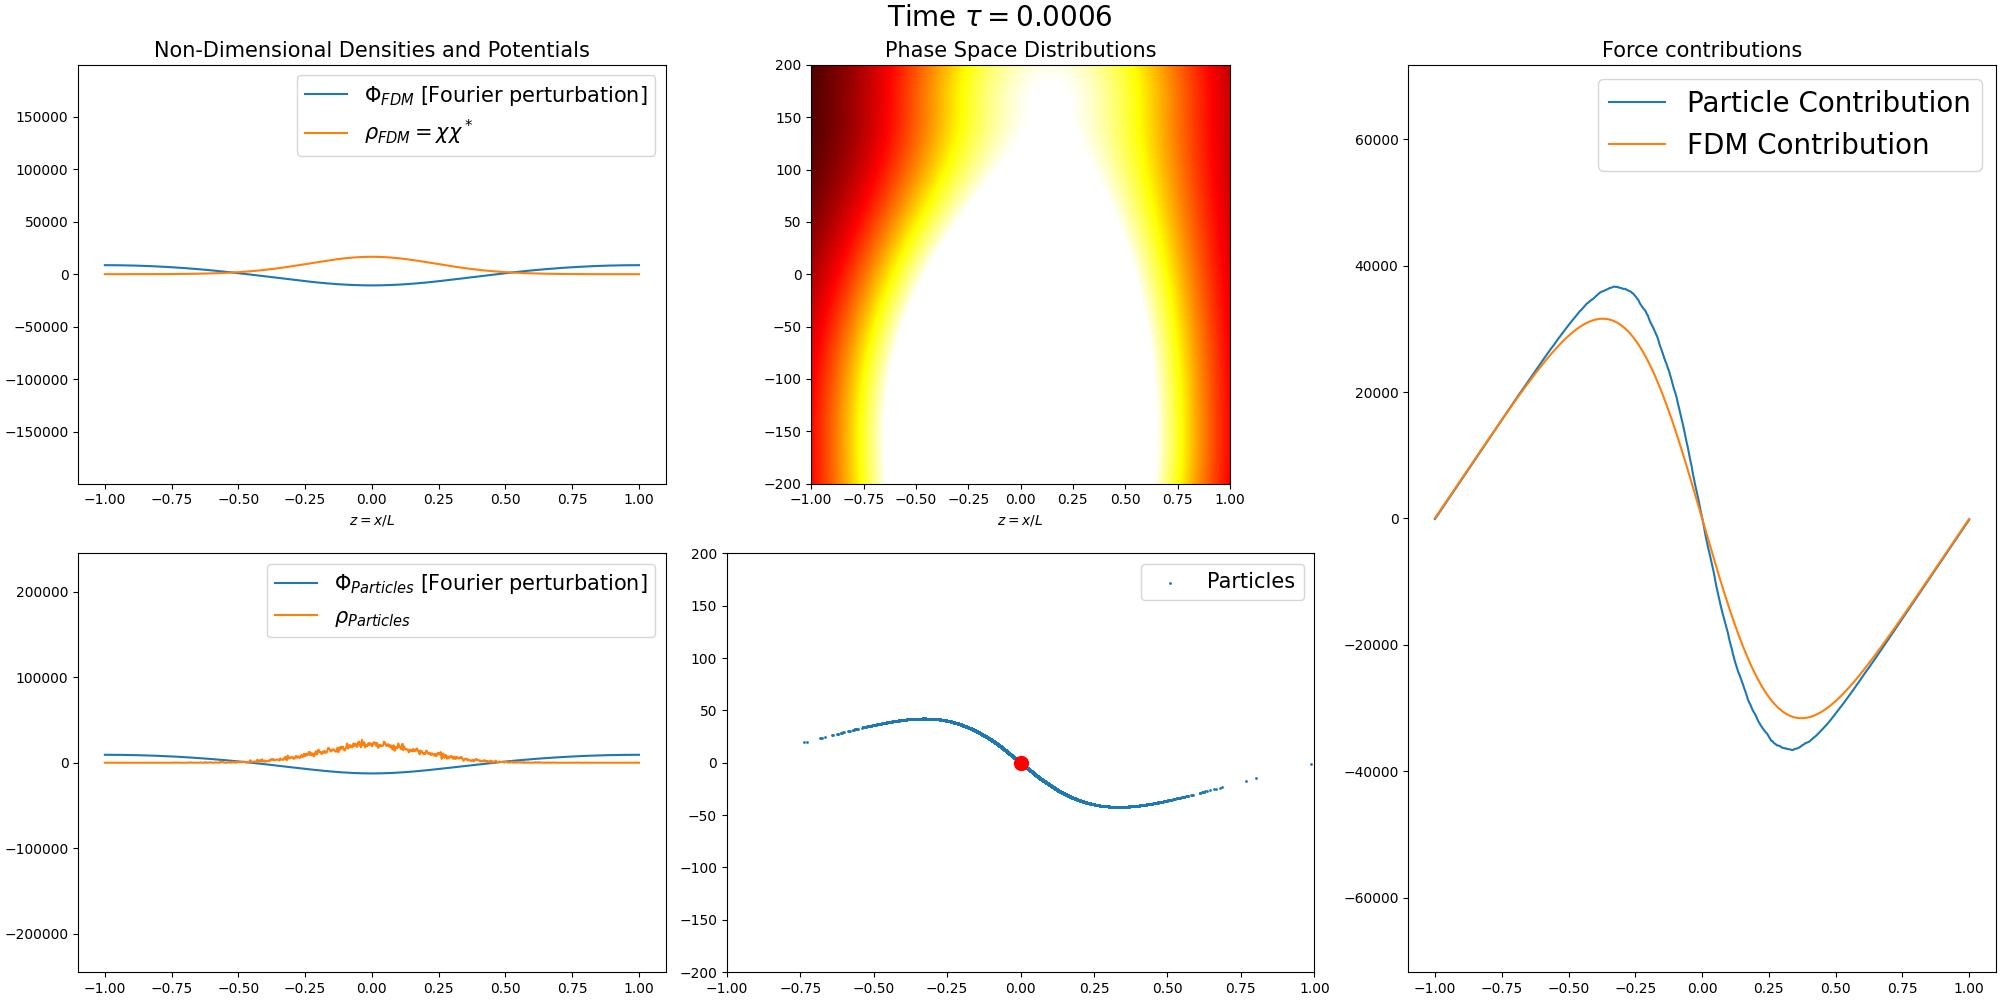 Time τ = 0.0006
Non-Dimensional Densities and Potentials
Φ_FDM [Fourier perturbation]
ρ_FDM = χχ*
150000
100000
50000
0
−50000
−100000
−150000
−1.00 −0.75 −0.50 −0.25 0.00 0.25 0.50 0.75 1.00
z = x/L
Phase Space Distributions
200
150
100
50
0
−50
−100
−150
−200
−1.00 −0.75 −0.50 −0.25 0.00 0.25 0.50 0.75 1.00
z = x/L
Force contributions
Particle Contribution
FDM Contribution
60000
40000
20000
0
−20000
−40000
−60000
−1.00 −0.75 −0.50 −0.25 0.00 0.25 0.50 0.75 1.00
Φ_Particles [Fourier perturbation]
ρ_Particles
200000
100000
0
−100000
−200000
−1.00 −0.75 −0.50 −0.25 0.00 0.25 0.50 0.75 1.00
Particles
200
150
100
50
0
−50
−100
−150
−200
−1.00 −0.75 −0.50 −0.25 0.00 0.25 0.50 0.75 1.00